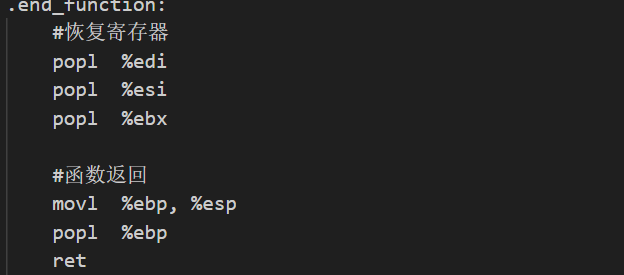 .end_function:
#恢复寄存器
popl  %edi
popl  %esi
popl  %ebx
#函数返回
movl  %ebp, %esp
popl  %ebp
ret